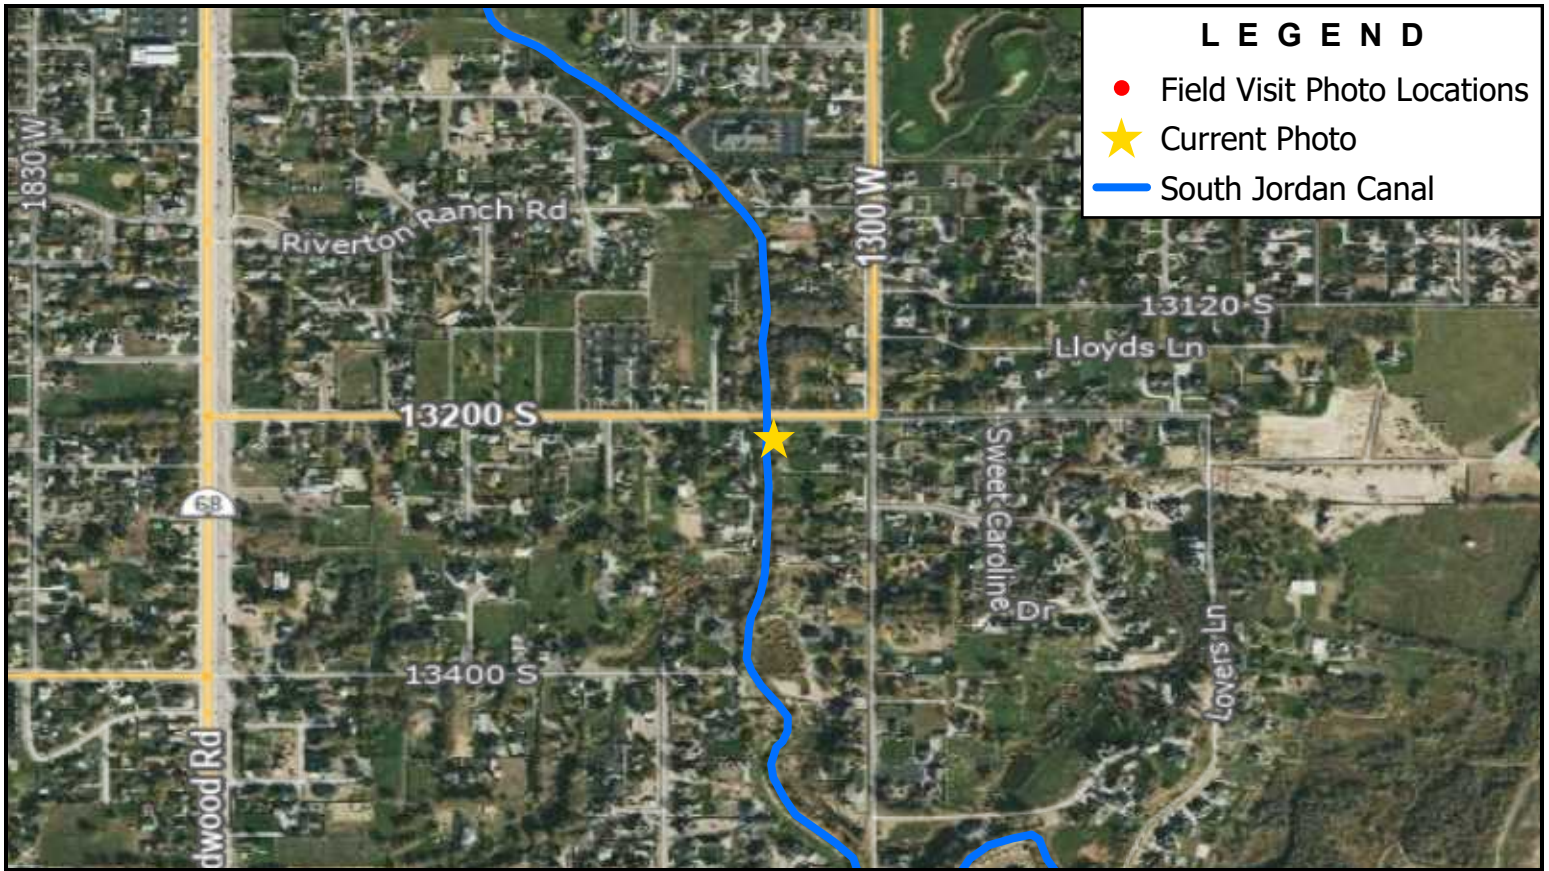 L E G E N D
Field Visit Photo Locations
Current Photo
South Jordan Canal
1830 W
Riverton Ranch Rd
1300 W
13120 S
Lloyds Ln
13200 S
Sweet Caroline Dr
68
Lovers Ln
13400 S
dwood Rd